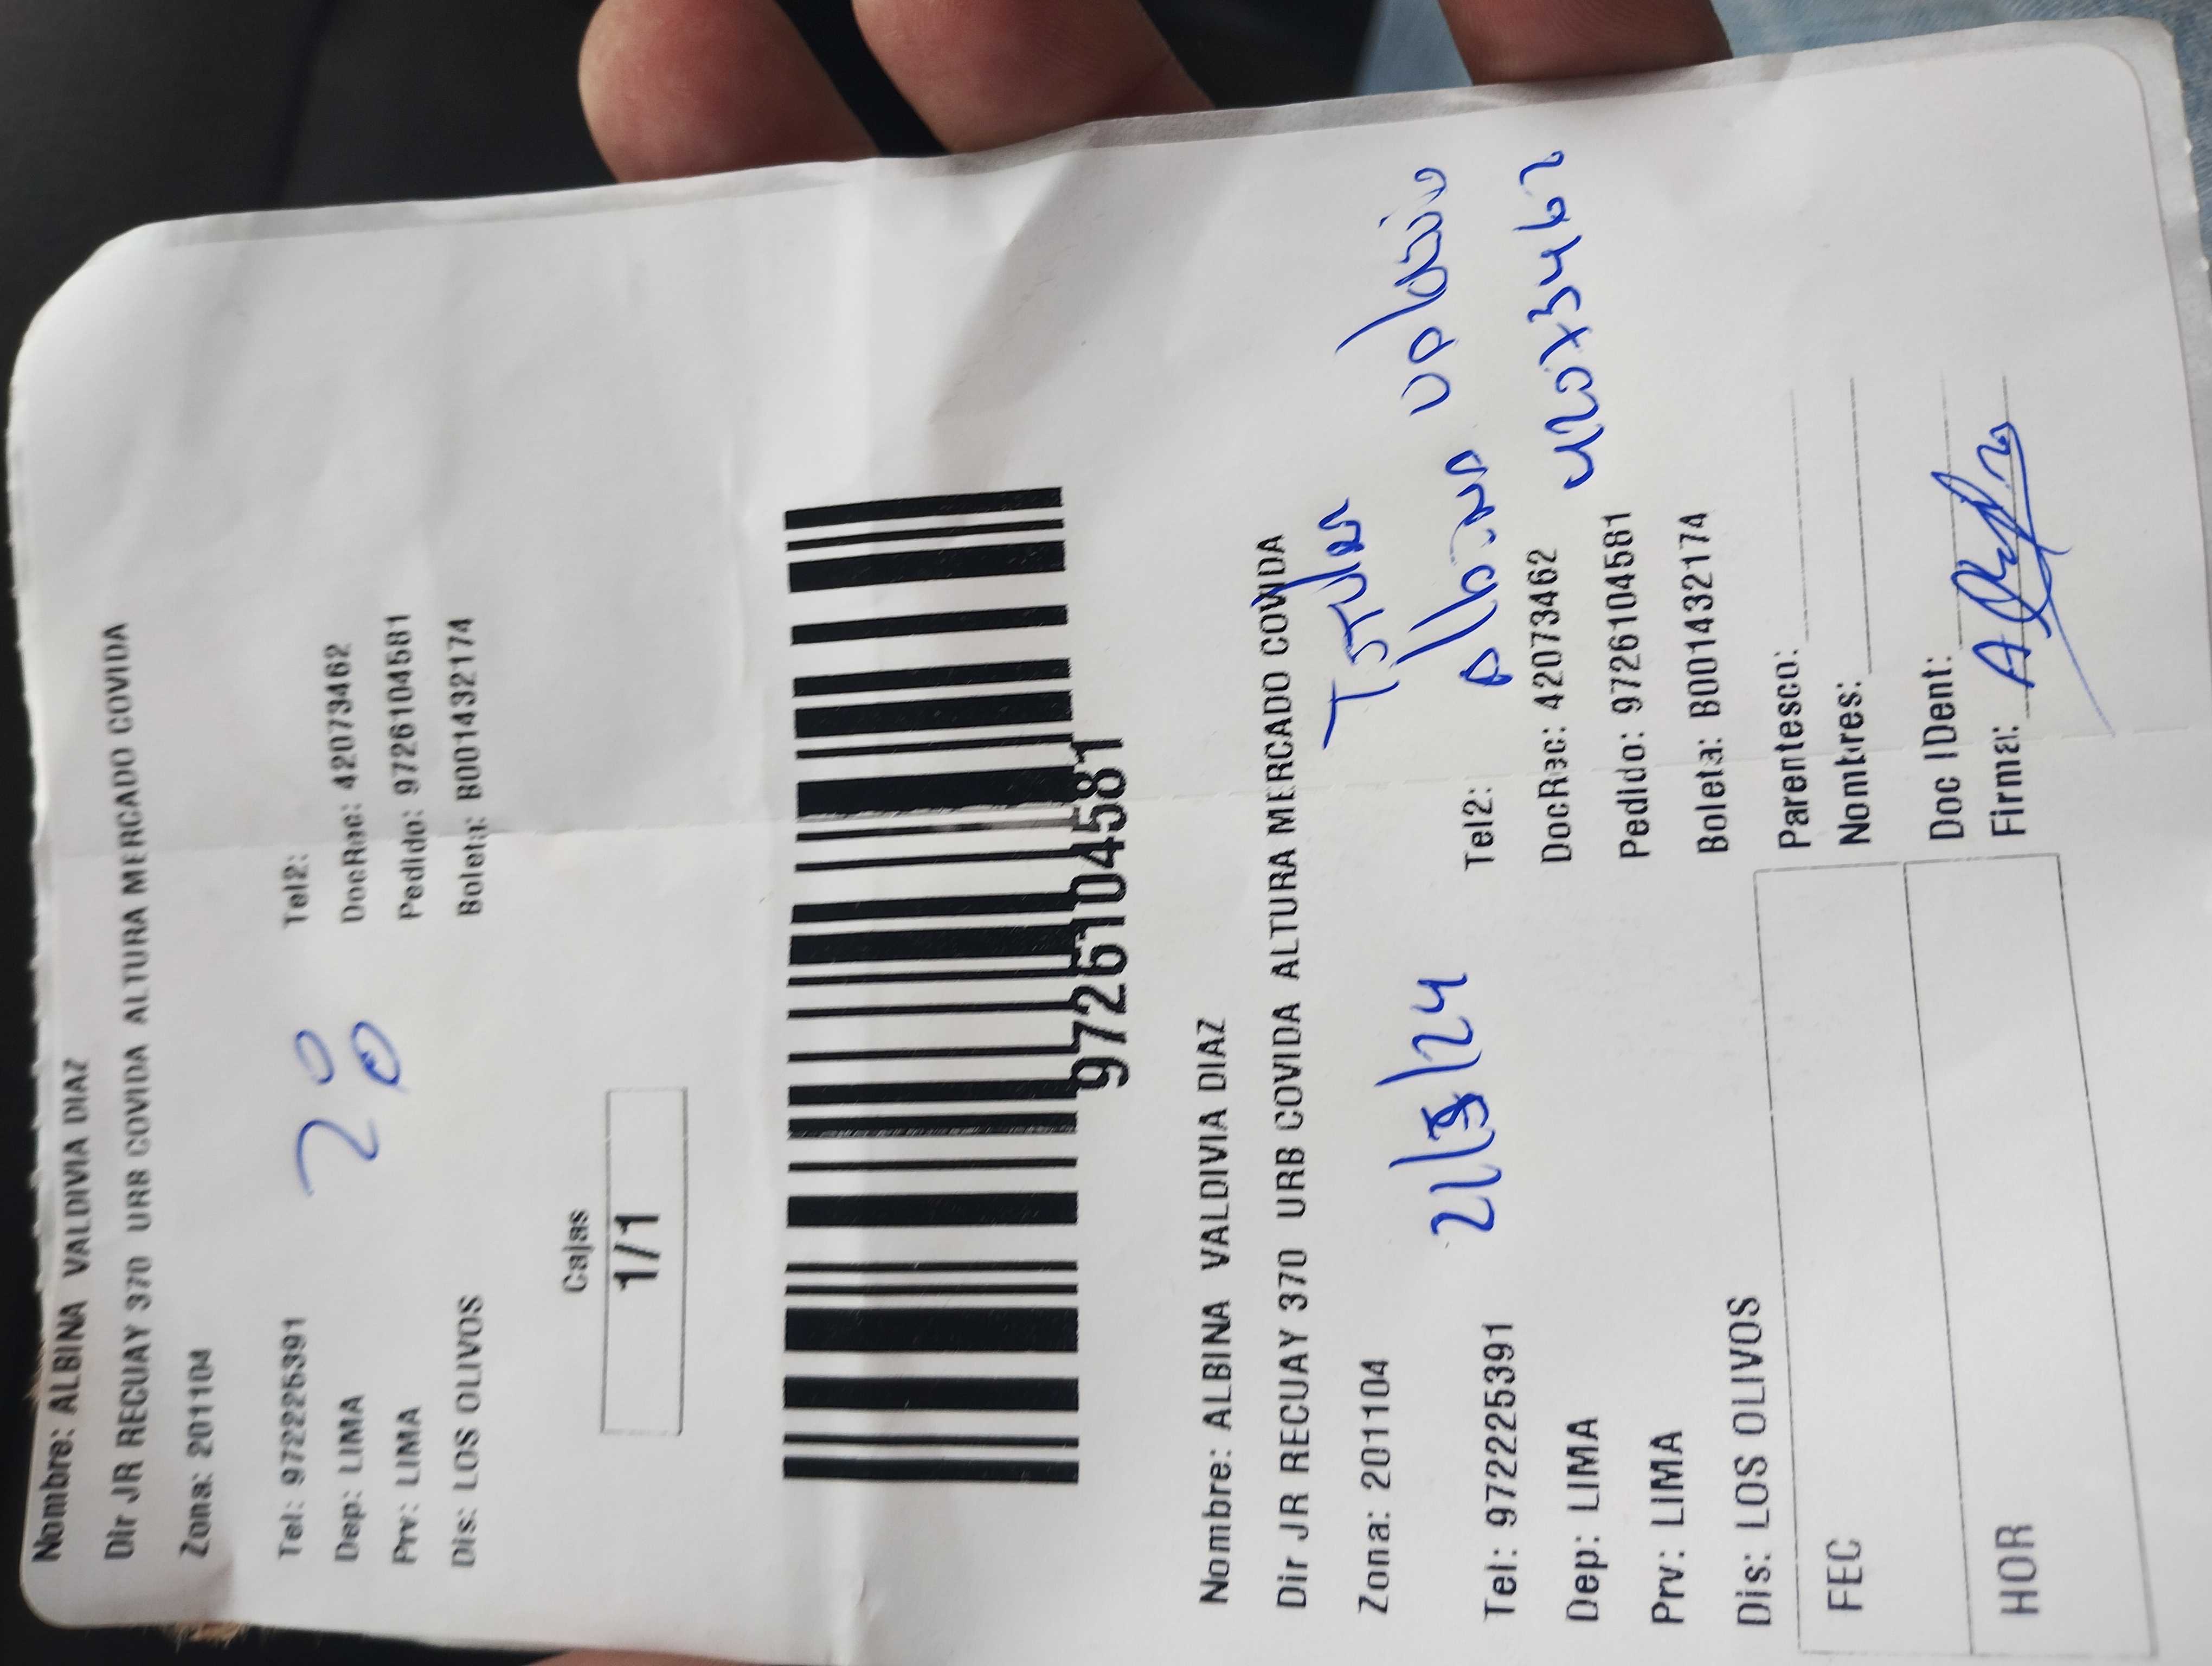 Nombre: ALBINA VALDIVIA DIAZ
Dir JR RECUAY 370 URB COVIDA ALTURA MERCADO COVIDA
Zona: 201104
Tel: 972225391 Tel2:
Dep: LIMA DocRec: 42073462
Prv: LIMA Pedido: 9726104581
Dis: LOS OLIVOS Boleta: B001432174
20
Cajas
1/1
9726104581
Nombre: ALBINA VALDIVIA DIAZ
Dir JR RECUAY 370 URB COVIDA ALTURA MERCADO COVIDA
Zona: 201104
Titular
Albina Valdivia
21/8/24
42073462
Tel: 972225391 Tel2:
Dep: LIMA DocRec: 42073462
Prv: LIMA Pedido: 9726104581
Dis: LOS OLIVOS Boleta: B001432174
FEC Parentesco:
Nombres:
HOR Doc IDent:
Firma: